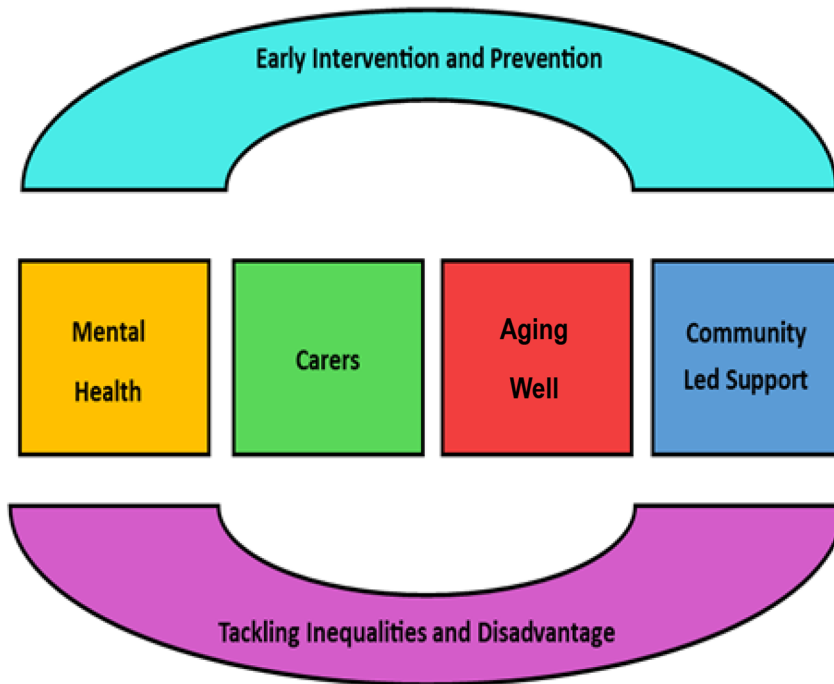 Early Intervention and Prevention
Mental
Health
Carers
Aging
Well
Community
Led Support
Tackling Inequalities and Disadvantage